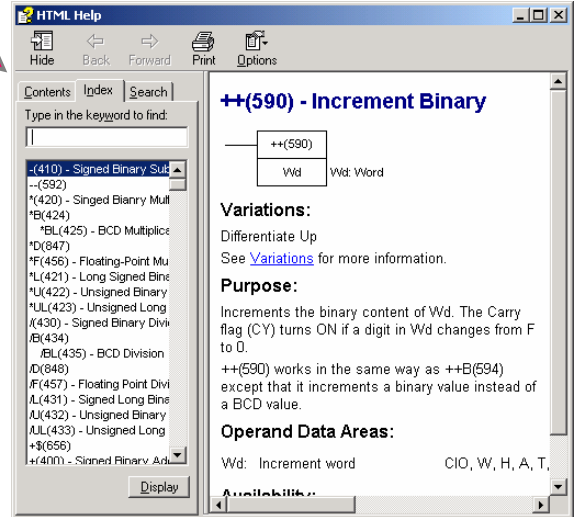 HTML Help
Hide Back Forward Print Options
Contents Index Search
Type in the keyword to find:
-(410) - Signed Binary Sub
--(592)
*(420) - Singed Bianry Mult
*B(424)
*BL(425) - BCD Multiplica
*D(847)
*F(456) - Floating-Point Mu
*L(421) - Long Signed Bina
*U(422) - Unsigned Binary
*UL(423) - Unsigned Long
/(430) - Signed Binary Divi
/B(434)
/BL(435) - BCD Division
/D(848)
/F(457) - Floating Point Divi
/L(431) - Signed Long Bina
/U(432) - Unsigned Binary
/UL(433) - Unsigned Long
+$(656)
+(400) - Signed Binary Add
Display
++(590) - Increment Binary
++(590)
Wd Wd: Word
Variations:
Differentiate Up
See Variations for more information.
Purpose:
Increments the binary content of Wd. The Carry
flag (CY) turns ON if a digit in Wd changes from F
to 0.
++(590) works in the same way as ++B(594)
except that it increments a binary value instead of
a BCD value.
Operand Data Areas:
Wd: Increment word CIO, W, H, A, T,
Availability: